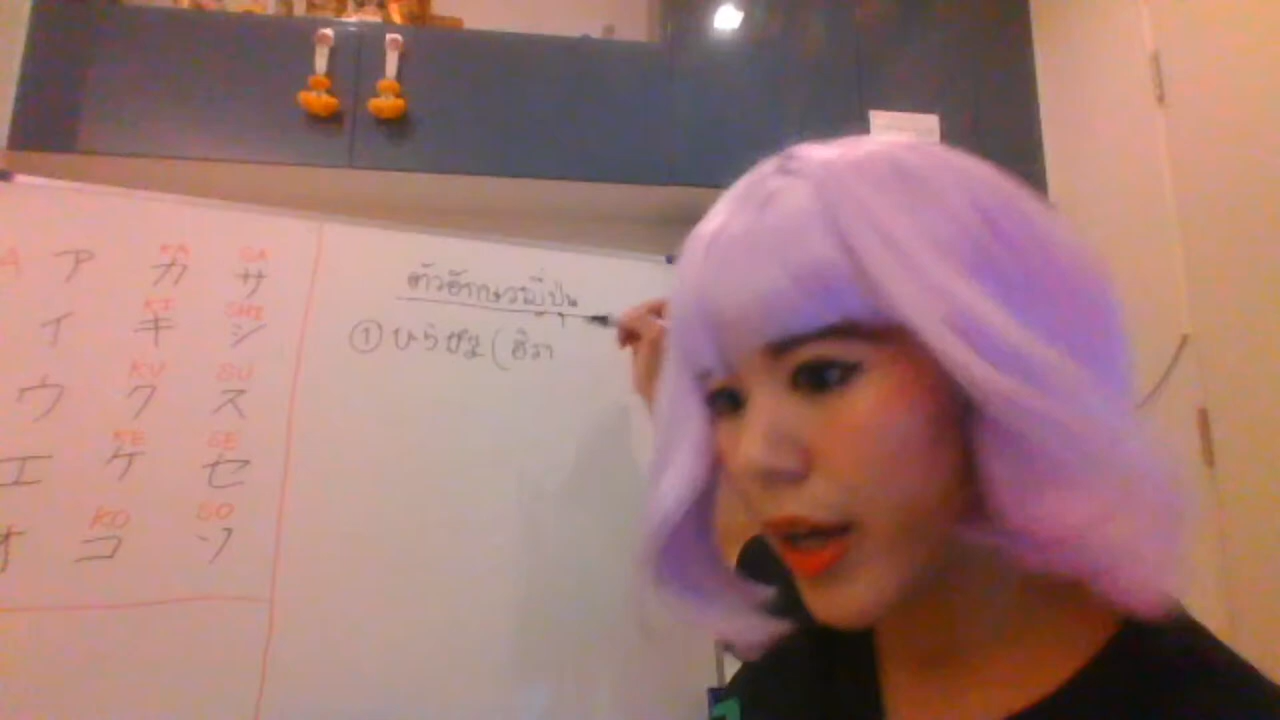 A ア KA カ SA サ
イ KI キ SHI シ
ウ KU ク SU ス
エ KE ケ SE セ
オ KO コ SO ソ
ตัวอักษรญี่ปุ่น
① ひらがな (ฮิรา